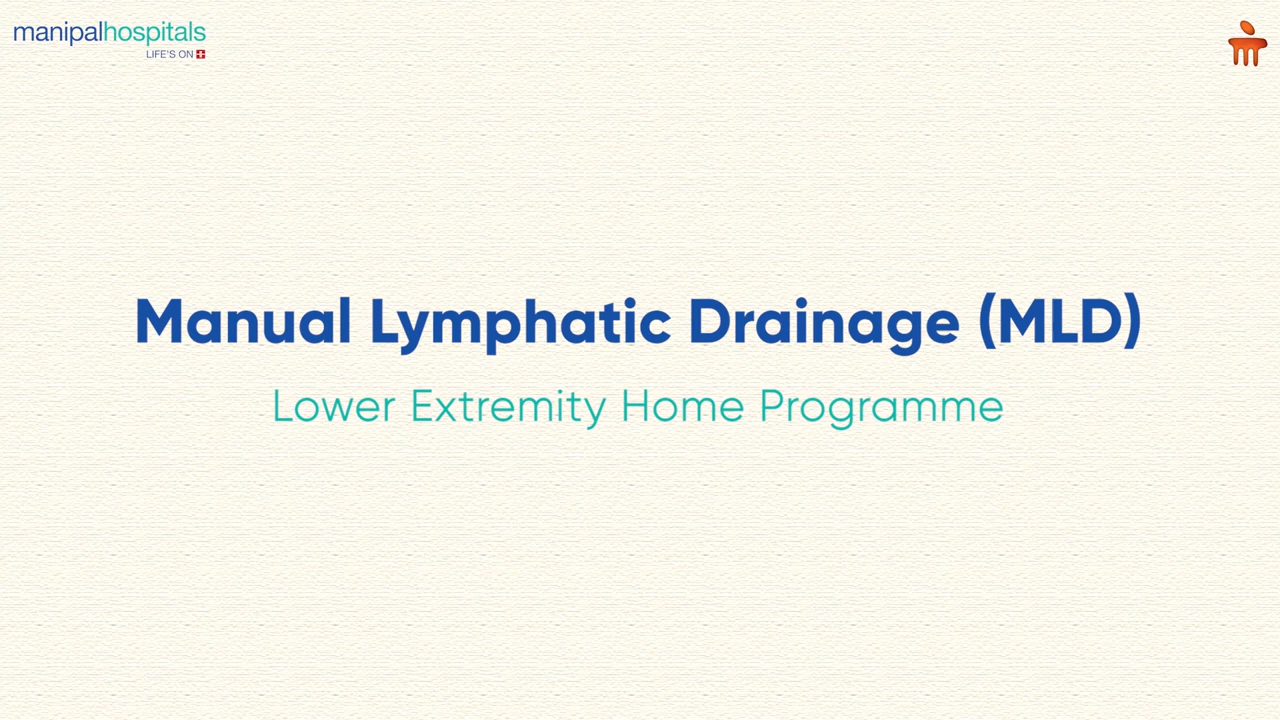 manipalhospitals
LIFE'S ON
Manual Lymphatic Drainage (MLD)
Lower Extremity Home Programme